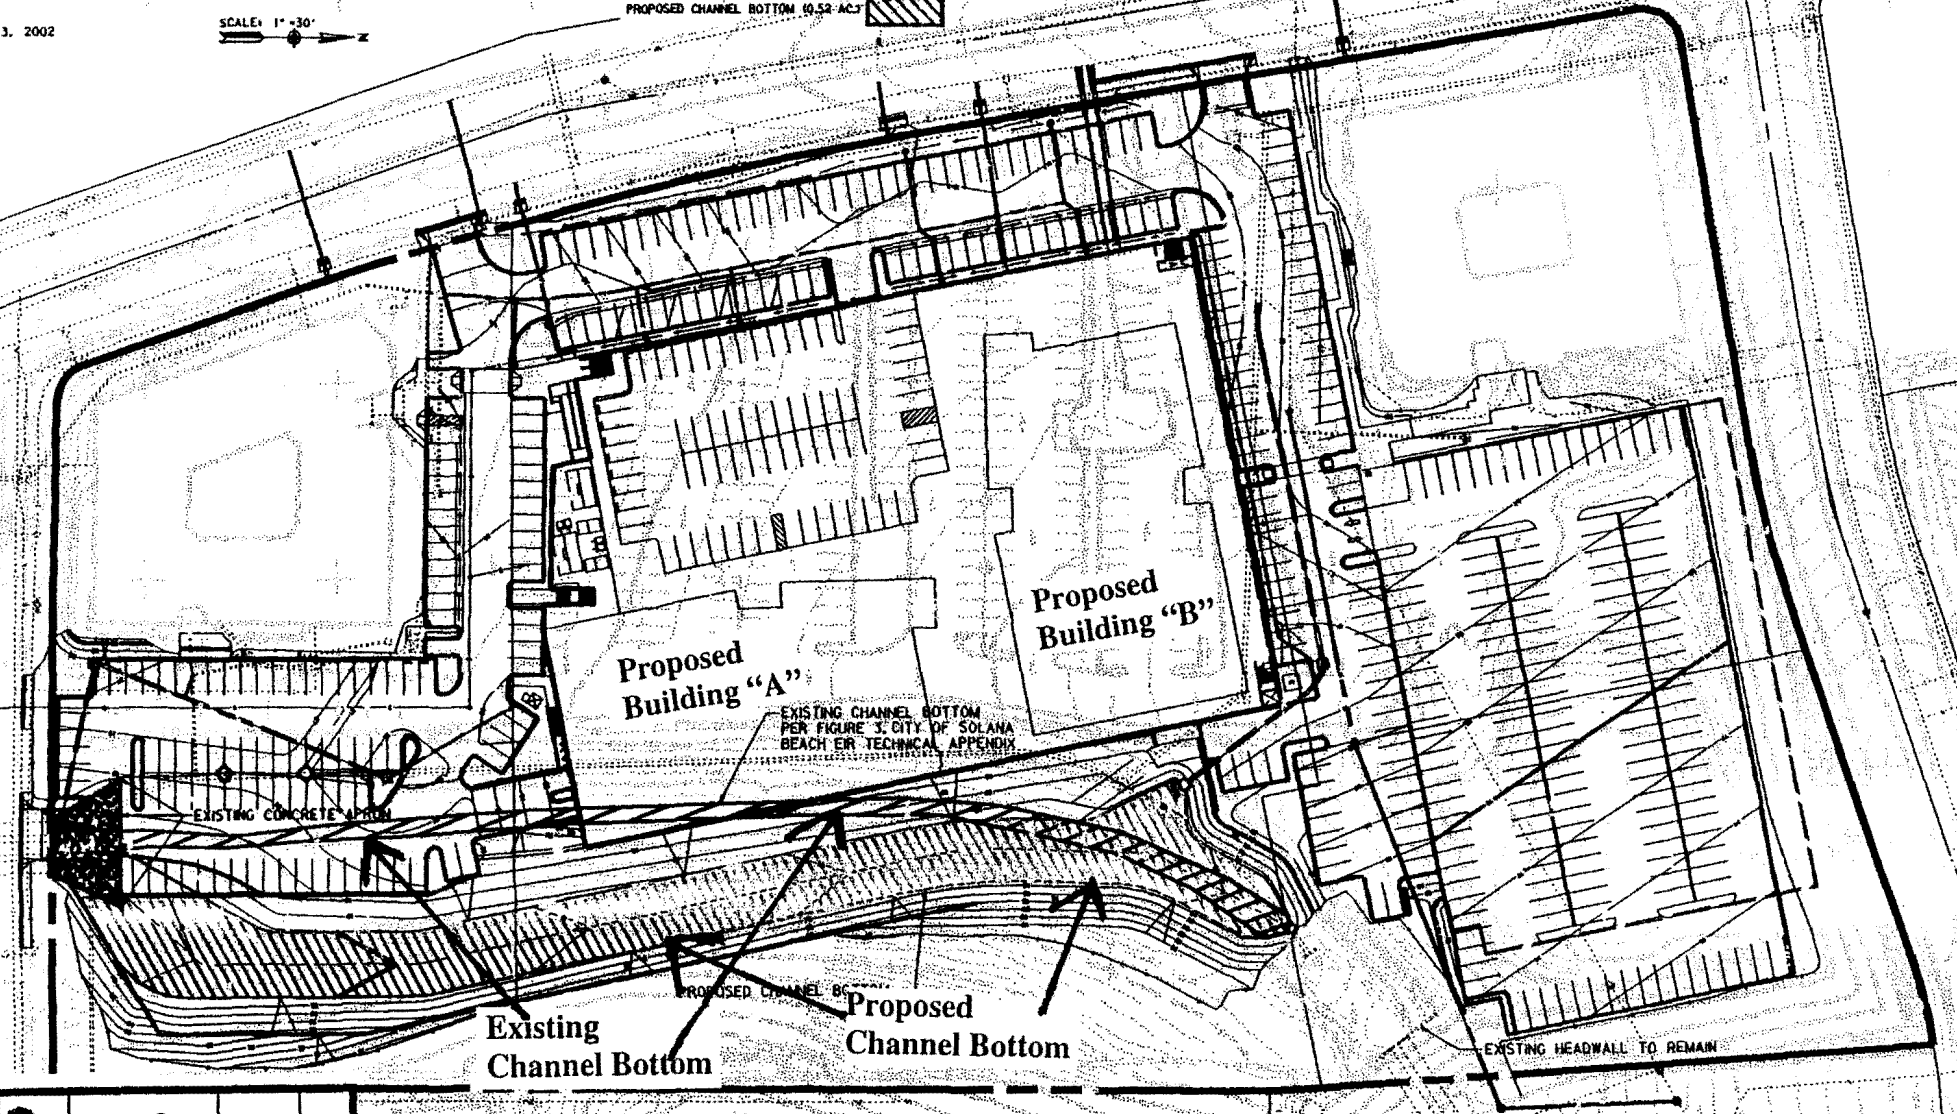 3, 2002
SCALE: 1"=30'
Z
PROPOSED CHANNEL BOTTOM (0.52 AC.)
Proposed
Building "B"
Proposed
Building "A"
EXISTING CHANNEL BOTTOM
PER FIGURE 3, CITY OF SOLANA
BEACH EIR TECHNICAL APPENDIX
EXISTING CONCRETE APRON
PROPOSED CHANNEL
Proposed
Channel Bottom
Existing
Channel Bottom
EXISTING HEADWALL TO REMAIN